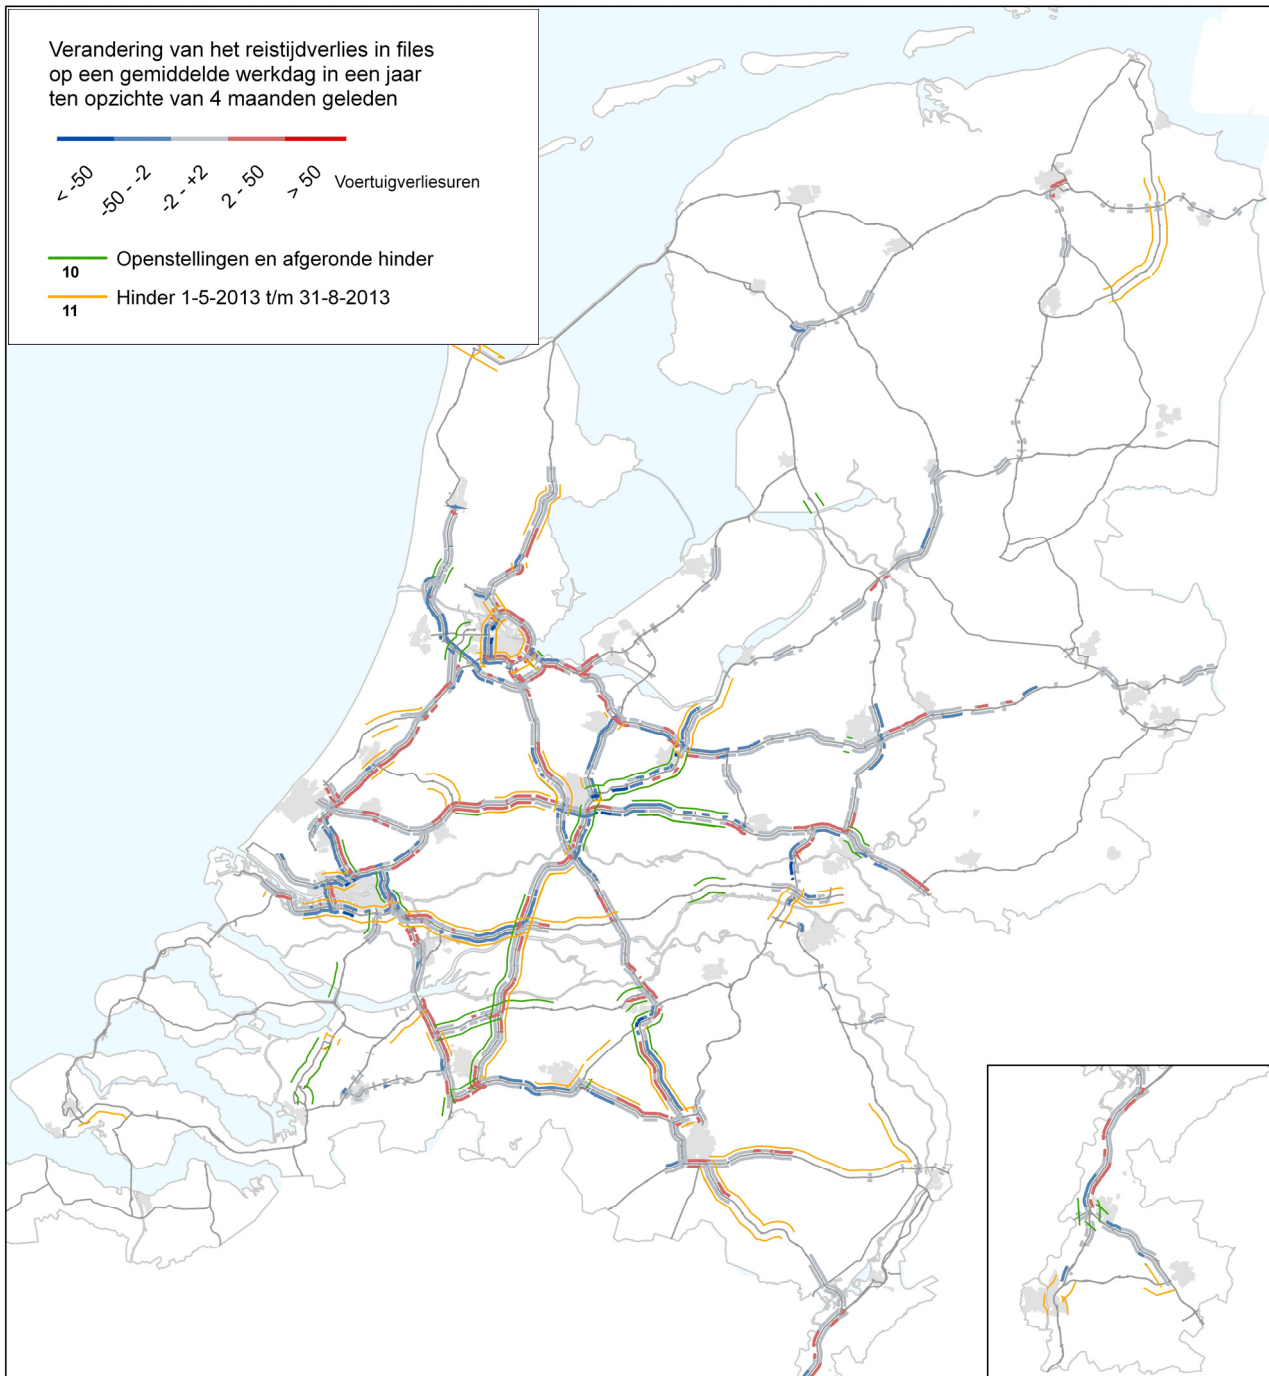 Verandering van het reistijdverlies in files
op een gemiddelde werkdag in een jaar
ten opzichte van 4 maanden geleden
< -50
-50 - -2
-2 - +2
2 - 50
> 50
Voertuigverliesuren
10 Openstellingen en afgeronde hinder
11 Hinder 1-5-2013 t/m 31-8-2013